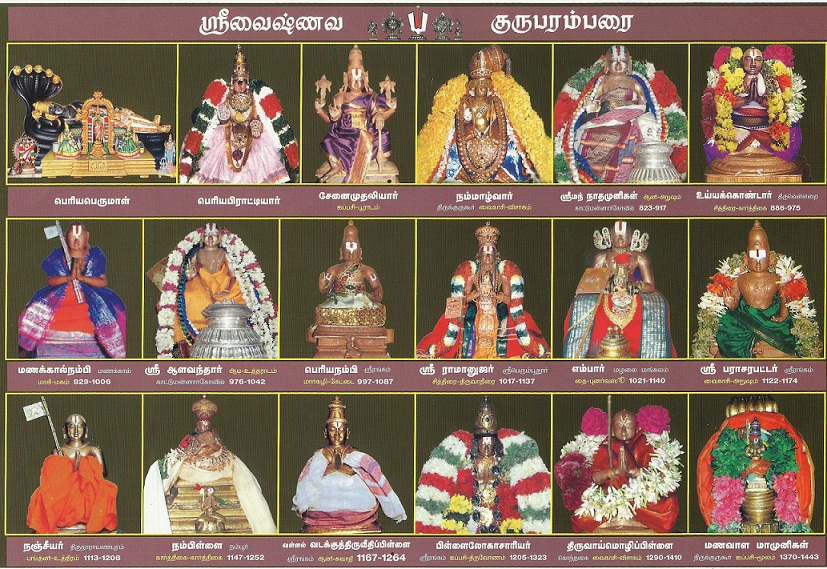 ஸ்ரீவைஷ்ணவ குருபரம்பரை
பெரியபெருமாள்
பெரியபிராட்டியார்
சேனைமுதலியார்
ஐப்பசி-பூராடம்
நம்மாழ்வார்
திருக்குருகூர் வைகாசி-விசாகம்
ஸ்ரீமந் நாதமுனிகள் ஆனி-அனுஷம்
காட்டுமன்னார்கோவில் 823-917
உய்யக்கொண்டார் திருவெள்ளறை
சித்திரை-கார்த்திகை 886-975
மணக்கால்நம்பி மணக்கால்
மாசி-மகம் 929-1006
ஸ்ரீ ஆளவந்தார் ஆடி-உத்தராடம்
காட்டுமன்னார்கோவில் 976-1042
பெரியநம்பி ஸ்ரீரங்கம்
மார்கழி-கேட்டை 997-1087
ஸ்ரீ ராமானுஜர் ஸ்ரீபெரும்பூதூர்
சித்திரை-திருவாதிரை 1017-1137
எம்பார் மழலை மங்கலம்
தை-புனர்வஸு 1021-1140
ஸ்ரீ பராசரபட்டர் ஸ்ரீரங்கம்
வைகாசி-அனுஷம் 1122-1174
நஞ்சீயர் திருநாராயணபுரம்
பங்குனி-உத்திரம் 1113-1208
நம்பிள்ளை நம்பூர்
கார்த்திகை-கார்த்திகை 1147-1252
வள்ளல் வடக்குத்திருவீதிப்பிள்ளை
ஸ்ரீரங்கம் ஆனி-சுவாதி 1167-1264
பிள்ளைலோகாசாரியர்
ஸ்ரீரங்கம் ஐப்பசி-திருவோணம் 1205-1323
திருவாய்மொழிப்பிள்ளை
கொந்தகை வைகாசி-விசாகம் 1290-1410
மணவாள மாமுனிகள்
திருக்குருகூர் ஐப்பசி-மூலம் 1370-1443